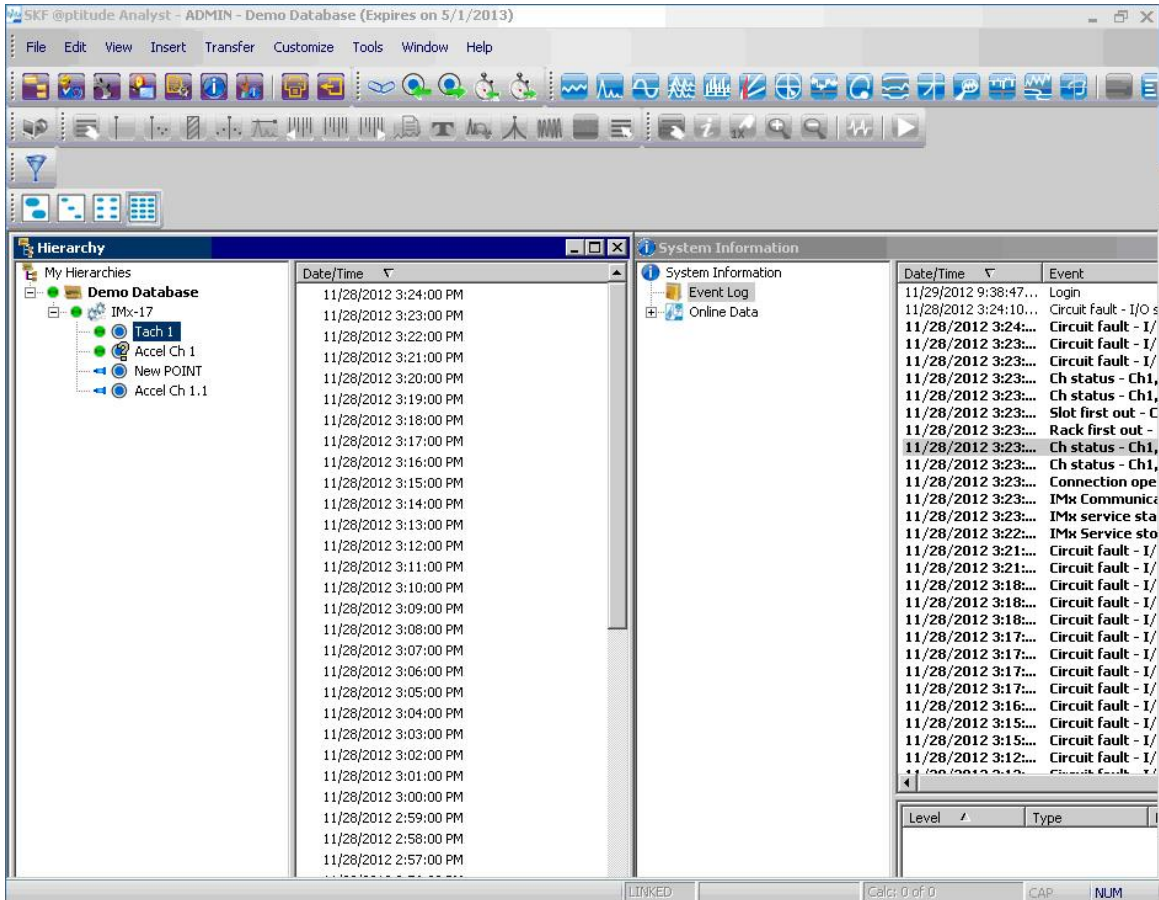 SKF @ptitude Analyst - ADMIN - Demo Database (Expires on 5/1/2013)
File Edit View Insert Transfer Customize Tools Window Help
Hierarchy
My Hierarchies
Demo Database
IMx-17
Tach 1
Accel Ch 1
New POINT
Accel Ch 1.1
Date/Time
11/28/2012 3:24:00 PM
11/28/2012 3:23:00 PM
11/28/2012 3:22:00 PM
11/28/2012 3:21:00 PM
11/28/2012 3:20:00 PM
11/28/2012 3:19:00 PM
11/28/2012 3:18:00 PM
11/28/2012 3:17:00 PM
11/28/2012 3:16:00 PM
11/28/2012 3:15:00 PM
11/28/2012 3:14:00 PM
11/28/2012 3:13:00 PM
11/28/2012 3:12:00 PM
11/28/2012 3:11:00 PM
11/28/2012 3:10:00 PM
11/28/2012 3:09:00 PM
11/28/2012 3:08:00 PM
11/28/2012 3:07:00 PM
11/28/2012 3:06:00 PM
11/28/2012 3:05:00 PM
11/28/2012 3:04:00 PM
11/28/2012 3:03:00 PM
11/28/2012 3:02:00 PM
11/28/2012 3:01:00 PM
11/28/2012 3:00:00 PM
11/28/2012 2:59:00 PM
11/28/2012 2:58:00 PM
11/28/2012 2:57:00 PM
System Information
System Information
Event Log
Online Data
Date/Time Event
11/29/2012 9:38:47... Login
11/28/2012 3:24:10... Circuit fault - I/O s
11/28/2012 3:24:... Circuit fault - I/
11/28/2012 3:23:... Circuit fault - I/
11/28/2012 3:23:... Circuit fault - I/
11/28/2012 3:23:... Ch status - Ch1,
11/28/2012 3:23:... Ch status - Ch1,
11/28/2012 3:23:... Slot first out - C
11/28/2012 3:23:... Rack first out -
11/28/2012 3:23:... Ch status - Ch1,
11/28/2012 3:23:... Ch status - Ch1,
11/28/2012 3:23:... Connection ope
11/28/2012 3:23:... IMx Communica
11/28/2012 3:23:... IMx service sta
11/28/2012 3:22:... IMx Service sto
11/28/2012 3:21:... Circuit fault - I/
11/28/2012 3:21:... Circuit fault - I/
11/28/2012 3:18:... Circuit fault - I/
11/28/2012 3:18:... Circuit fault - I/
11/28/2012 3:18:... Circuit fault - I/
11/28/2012 3:17:... Circuit fault - I/
11/28/2012 3:17:... Circuit fault - I/
11/28/2012 3:17:... Circuit fault - I/
11/28/2012 3:17:... Circuit fault - I/
11/28/2012 3:16:... Circuit fault - I/
11/28/2012 3:15:... Circuit fault - I/
11/28/2012 3:15:... Circuit fault - I/
11/28/2012 3:12:... Circuit fault - I/
Level Type
LINKED Calc: 0 of 0 CAP NUM